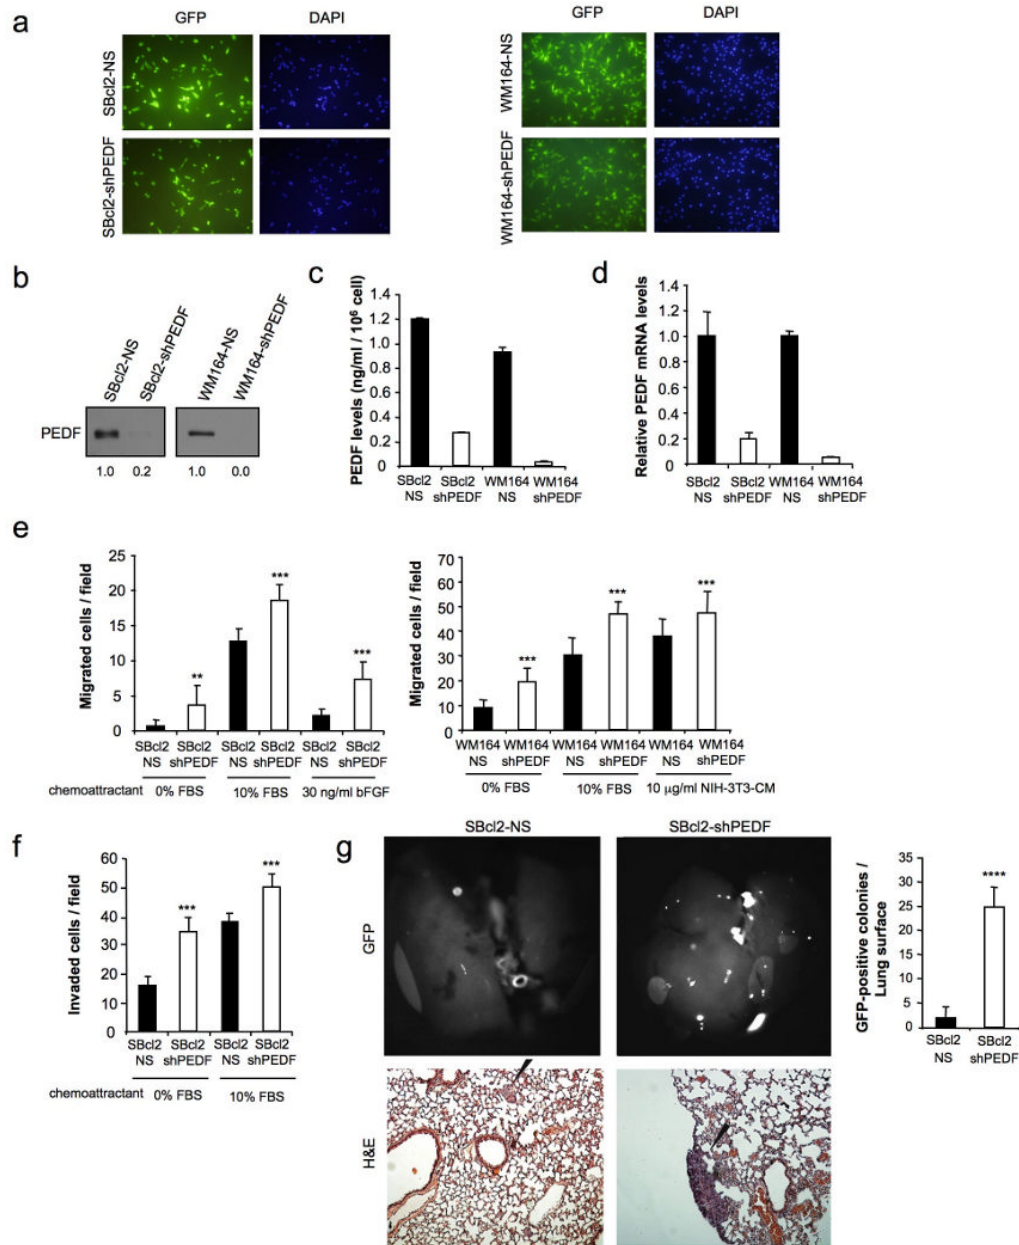 a
GFP
DAPI
SBcl2-NS
SBcl2-shPEDF
GFP
DAPI
WM164-NS
WM164-shPEDF
b
SBcl2-NS
SBcl2-shPEDF
WM164-NS
WM164-shPEDF
PEDF
1.0
0.2
1.0
0.0
c
PEDF levels (ng/ml / 10⁶ cell)
1.4
1.2
1.0
0.8
0.6
0.4
0.2
0
SBcl2 SBcl2 WM164 WM164
NS shPEDF NS shPEDF
d
Relative PEDF mRNA levels
1.4
1.2
1.0
0.8
0.6
0.4
0.2
0
SBcl2 SBcl2 WM164 WM164
NS shPEDF NS shPEDF
e
Migrated cells / field
25
20
15
10
5
0
**
***
***
SBcl2 SBcl2 SBcl2 SBcl2 SBcl2 SBcl2
NS shPEDF NS shPEDF NS shPEDF
chemoattractant 0% FBS 10% FBS 30 ng/ml bFGF
Migrated cells / field
70
60
50
40
30
20
10
0
***
***
***
WM164 WM164 WM164 WM164 WM164 WM164
NS shPEDF NS shPEDF NS shPEDF
0% FBS 10% FBS 10 μg/ml NIH-3T3-CM
f
Invaded cells / field
60
50
40
30
20
10
0
***
***
SBcl2 SBcl2 SBcl2 SBcl2
NS shPEDF NS shPEDF
chemoattractant 0% FBS 10% FBS
g
SBcl2-NS
SBcl2-shPEDF
GFP
H&E
GFP-positive colonies /
Lung surface
35
30
25
20
15
10
5
0
****
SBcl2 SBcl2
NS shPEDF